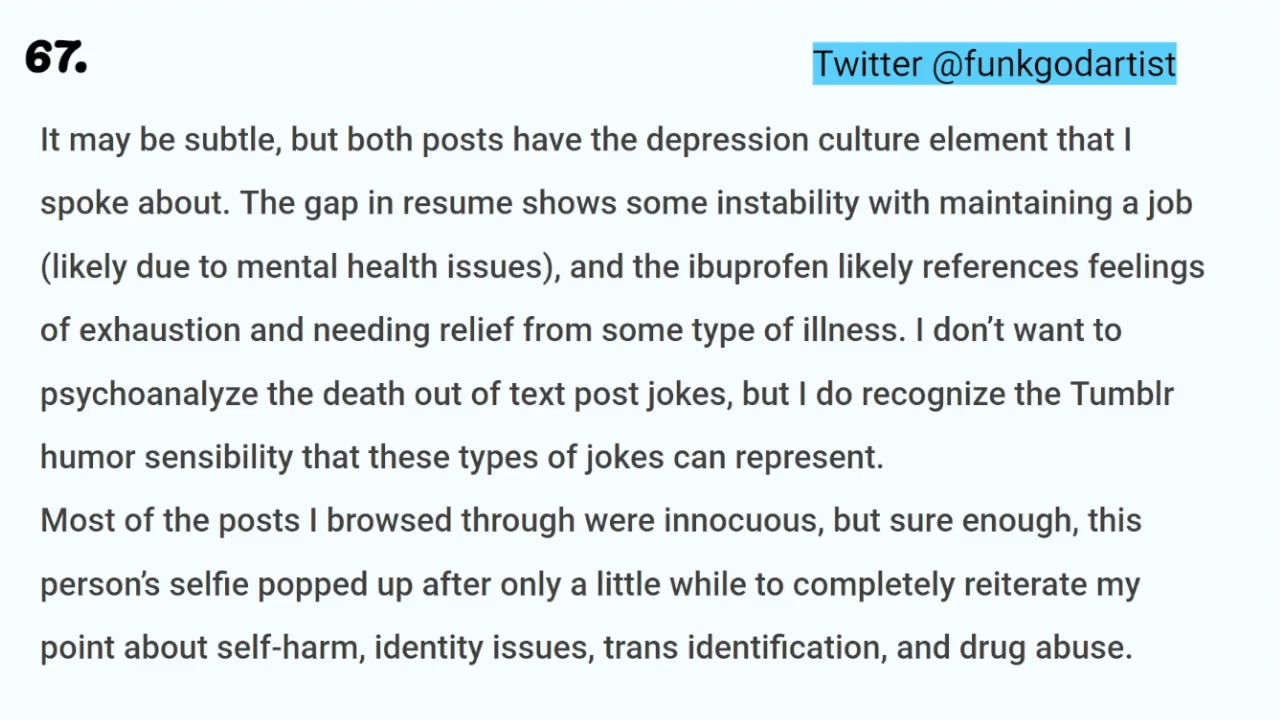 67.
Twitter @funkgodartist
It may be subtle, but both posts have the depression culture element that I
spoke about. The gap in resume shows some instability with maintaining a job
(likely due to mental health issues), and the ibuprofen likely references feelings
of exhaustion and needing relief from some type of illness. I don’t want to
psychoanalyze the death out of text post jokes, but I do recognize the Tumblr
humor sensibility that these types of jokes can represent.
Most of the posts I browsed through were innocuous, but sure enough, this
person’s selfie popped up after only a little while to completely reiterate my
point about self-harm, identity issues, trans identification, and drug abuse.